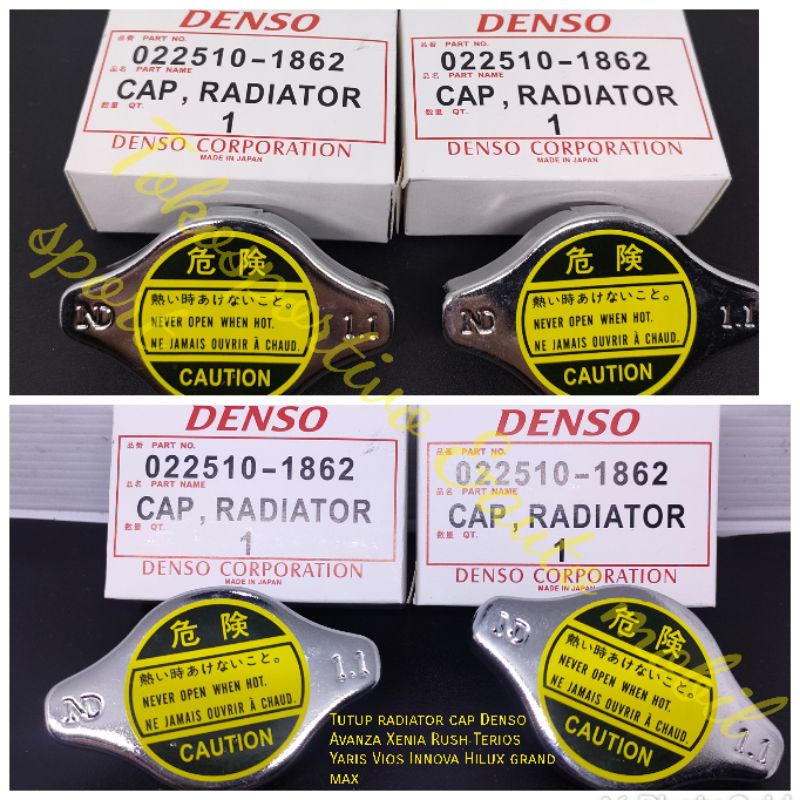 DENSO
品番 PART NO.
022510-1862
品名 PART NAME
CAP, RADIATOR
数量 QT.
1
DENSO CORPORATION
MADE IN JAPAN
DENSO
品番 PART NO.
022510-1862
品名 PART NAME
CAP, RADIATOR
数量 QT.
1
DENSO CORPORATION
MADE IN JAPAN
危険
熱い時あけないこと。
NEVER OPEN WHEN HOT.
NE JAMAIS OUVRIR À CHAUD.
CAUTION
ND
1.1
危険
熱い時あけないこと。
NEVER OPEN WHEN HOT.
NE JAMAIS OUVRIR À CHAUD.
CAUTION
ND
1.1
DENSO
品番 PART NO.
022510-1862
品名 PART NAME
CAP, RADIATOR
数量 QT.
1
DENSO CORPORATION
MADE IN JAPAN
DENSO
品番 PART NO.
022510-1862
品名 PART NAME
CAP, RADIATOR
数量 QT.
1
DENSO CORPORATION
MADE IN JAPAN
危険
熱い時あけないこと。
NEVER OPEN WHEN HOT.
NE JAMAIS OUVRIR À CHAUD.
CAUTION
ND
1.1
危険
熱い時あけないこと。
NEVER OPEN WHEN HOT.
NE JAMAIS OUVRIR À CHAUD.
CAUTION
ND
1.1
Tutup radiator cap Denso
Avanza Xenia Rush Terios
Yaris Vios Innova Hilux grand
max
mobil